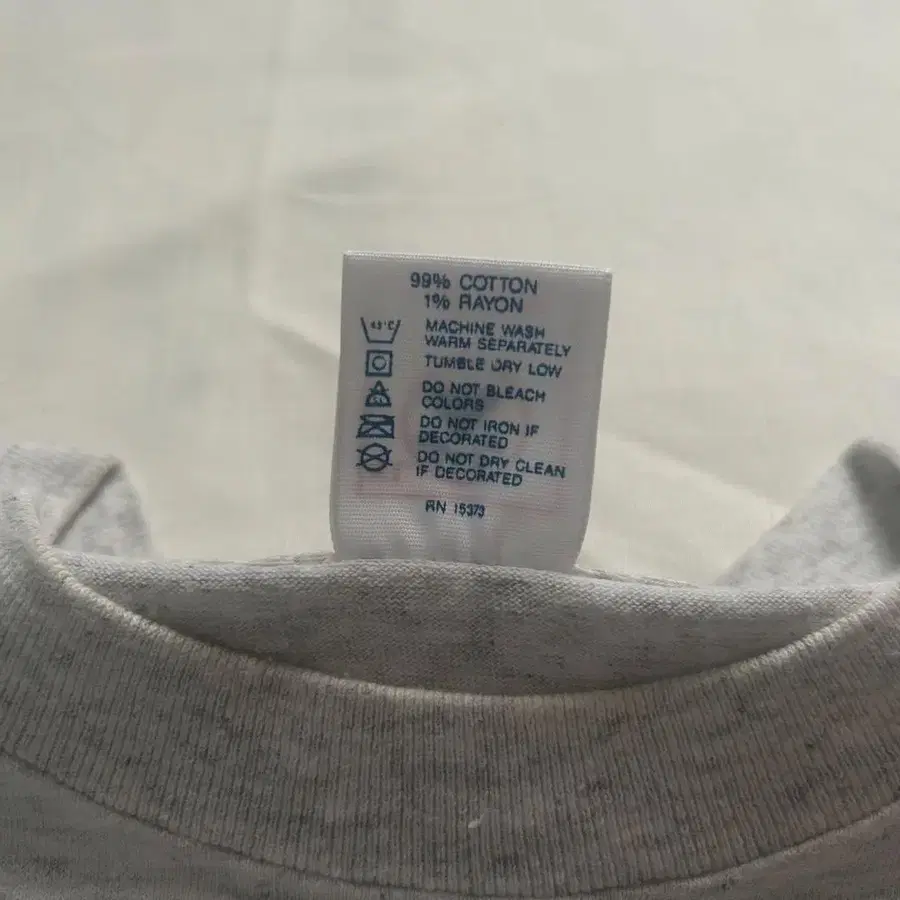 99% COTTON
1% RAYON
43°C
MACHINE WASH
WARM SEPARATELY
TUMBLE DRY LOW
DO NOT BLEACH
COLORS
DO NOT IRON IF
DECORATED
DO NOT DRY CLEAN
IF DECORATED
RN 15373